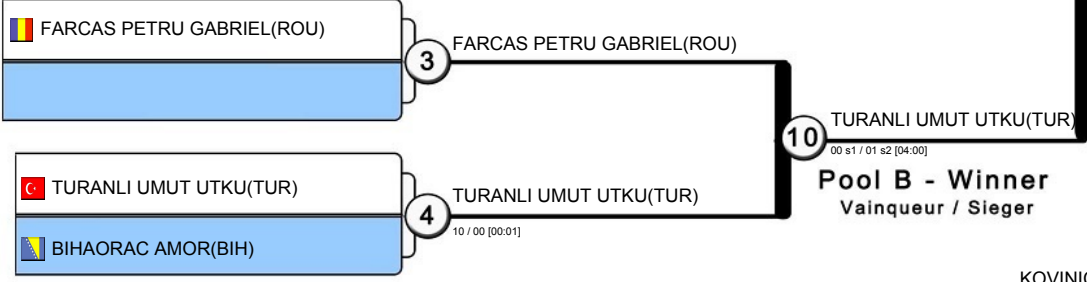 FARCAS PETRU GABRIEL(ROU)
3
FARCAS PETRU GABRIEL(ROU)
10
TURANLI UMUT UTKU(TUR)
00 s1 / 01 s2 [04:00]
Pool B - Winner
Vainqueur / Sieger
TURANLI UMUT UTKU(TUR)
4
TURANLI UMUT UTKU(TUR)
10 / 00 [00:01]
BIHAORAC AMOR(BIH)
KOVINIC